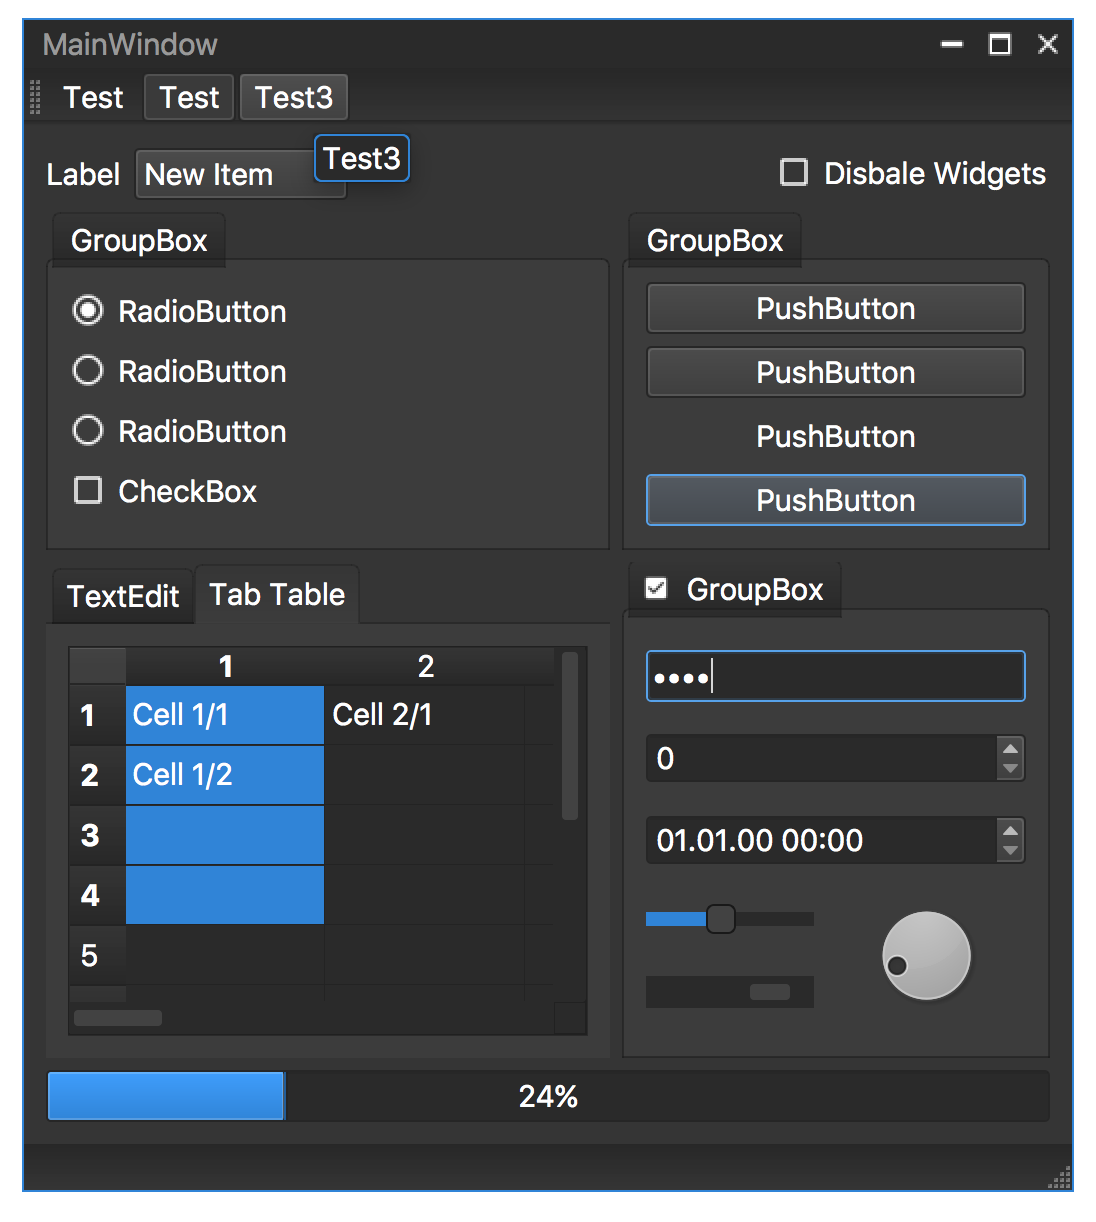 MainWindow
Test Test Test3
Test3
Label New Item Disbale Widgets
GroupBox
RadioButton
RadioButton
RadioButton
CheckBox
GroupBox
PushButton
PushButton
PushButton
PushButton
TextEdit Tab Table
1 2
1 Cell 1/1 Cell 2/1
2 Cell 1/2
3
4
5
GroupBox
••••
0
01.01.00 00:00
24%